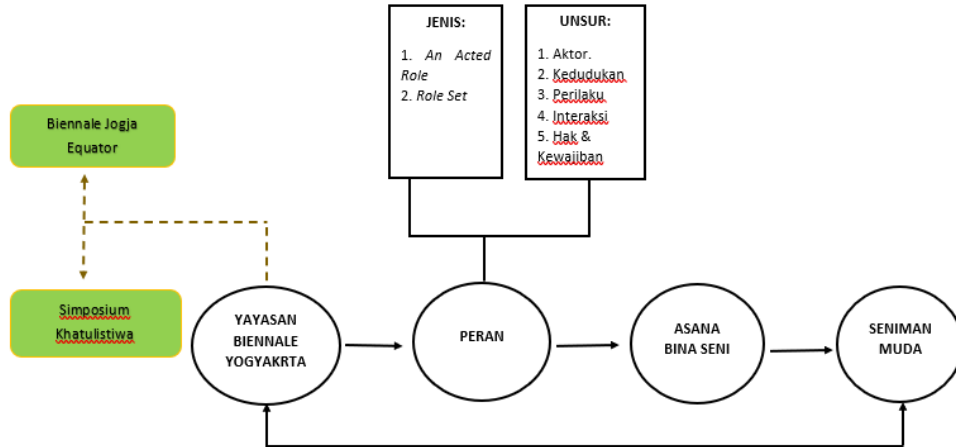 JENIS:
1. An Acted
Role
2. Role Set
UNSUR:
1. Aktor.
2. Kedudukan
3. Perilaku
4. Interaksi
5. Hak &
Kewajiban
Biennale Jogja
Equator
Simposium
Khatulistiwa
YAYASAN
BIENNALE
YOGYAKRTA
PERAN
ASANA
BINA SENI
SENIMAN
MUDA